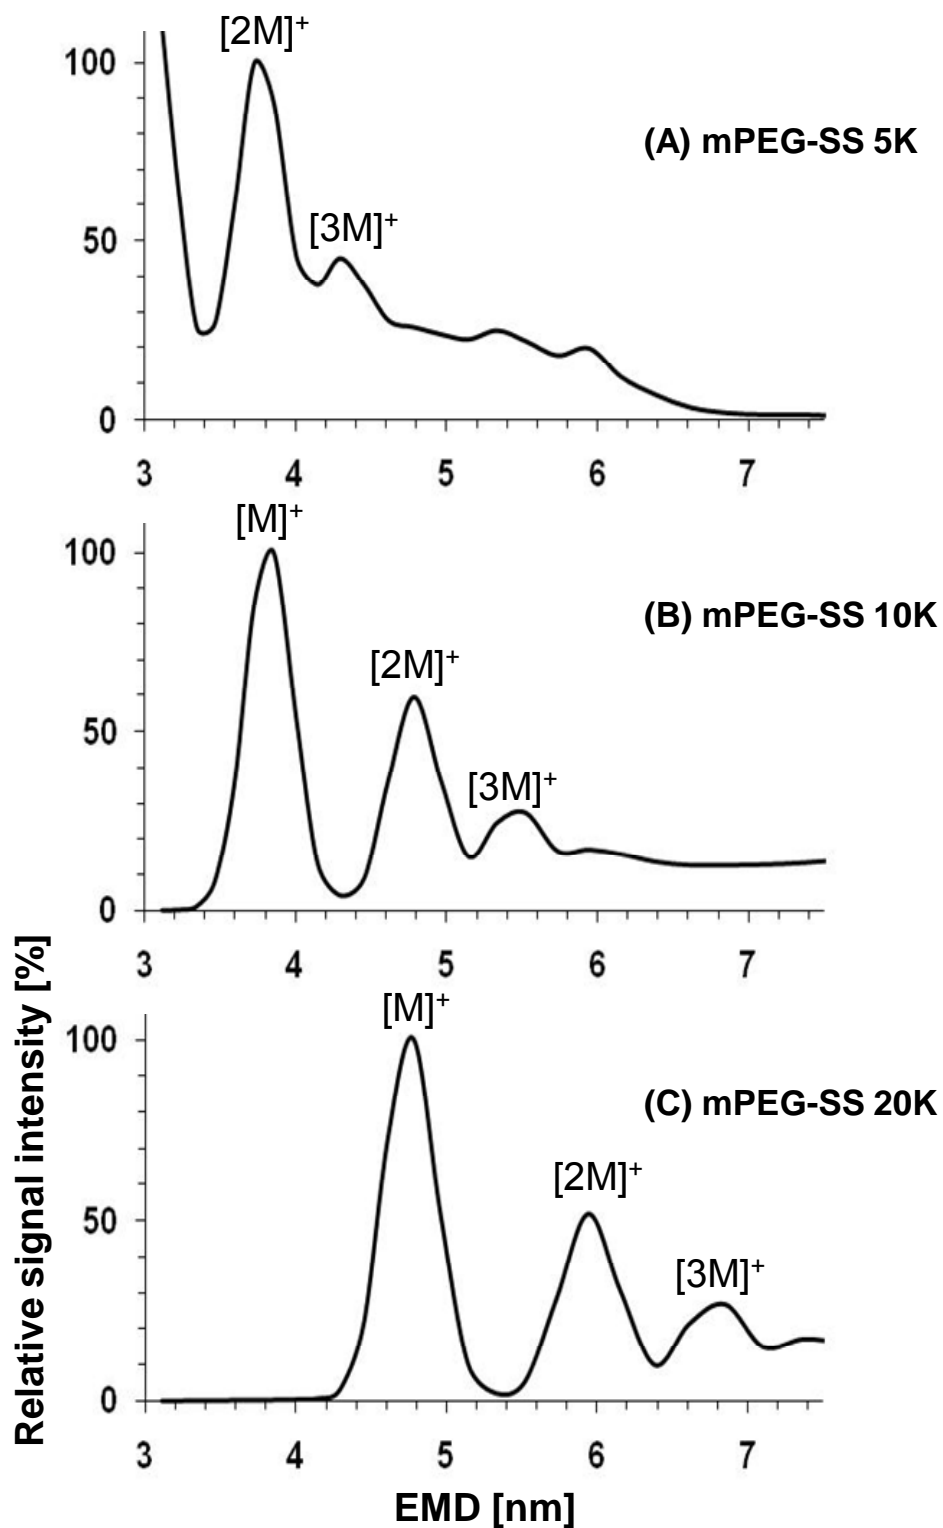 [2M]+
100
(A) mPEG-SS 5K
[3M]+
50
0
3 4 5 6 7
[M]+
100
(B) mPEG-SS 10K
[2M]+
50
[3M]+
0
3 4 5 6 7
[M]+
100
(C) mPEG-SS 20K
[2M]+
50
[3M]+
0
3 4 5 6 7
Relative signal intensity [%]
EMD [nm]